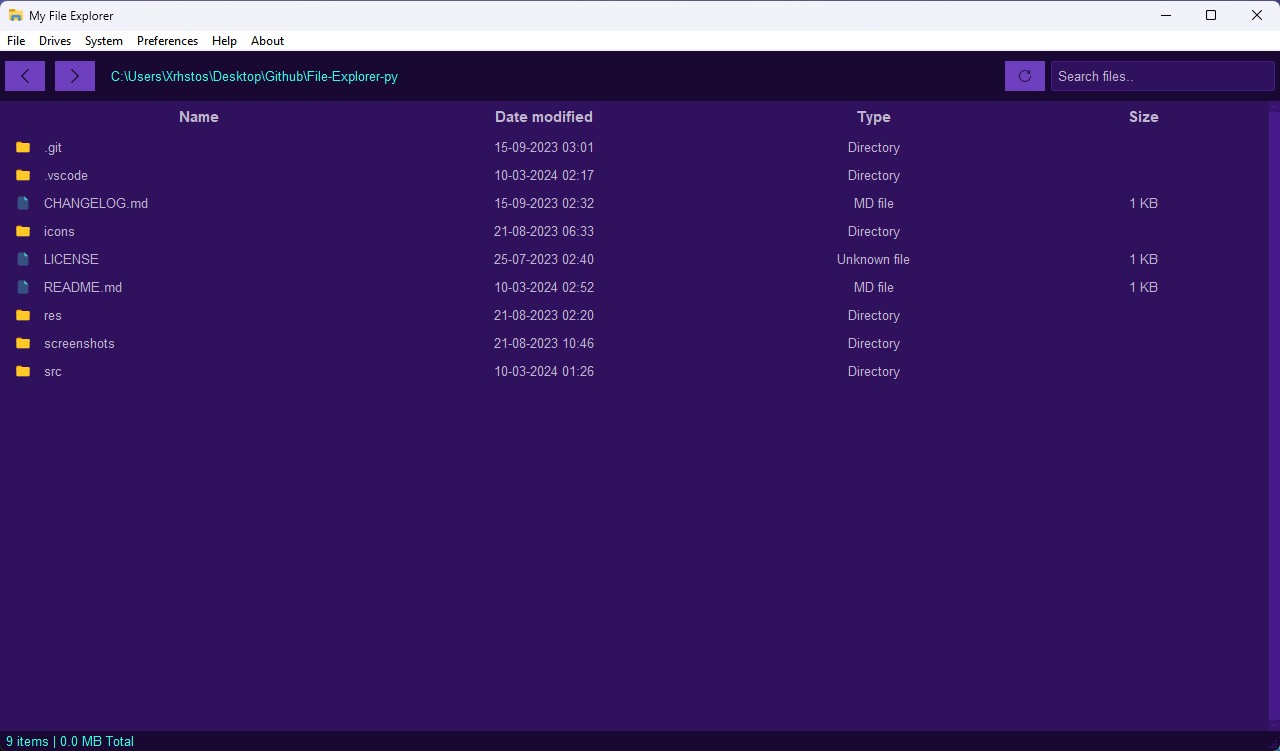 My File Explorer
File Drives System Preferences Help About
C:\Users\Xrhstos\Desktop\Github\File-Explorer-py Search files..
Name Date modified Type Size
.git 15-09-2023 03:01 Directory
.vscode 10-03-2024 02:17 Directory
CHANGELOG.md 15-09-2023 02:32 MD file 1 KB
icons 21-08-2023 06:33 Directory
LICENSE 25-07-2023 02:40 Unknown file 1 KB
README.md 10-03-2024 02:52 MD file 1 KB
res 21-08-2023 02:20 Directory
screenshots 21-08-2023 10:46 Directory
src 10-03-2024 01:26 Directory
9 items | 0.0 MB Total